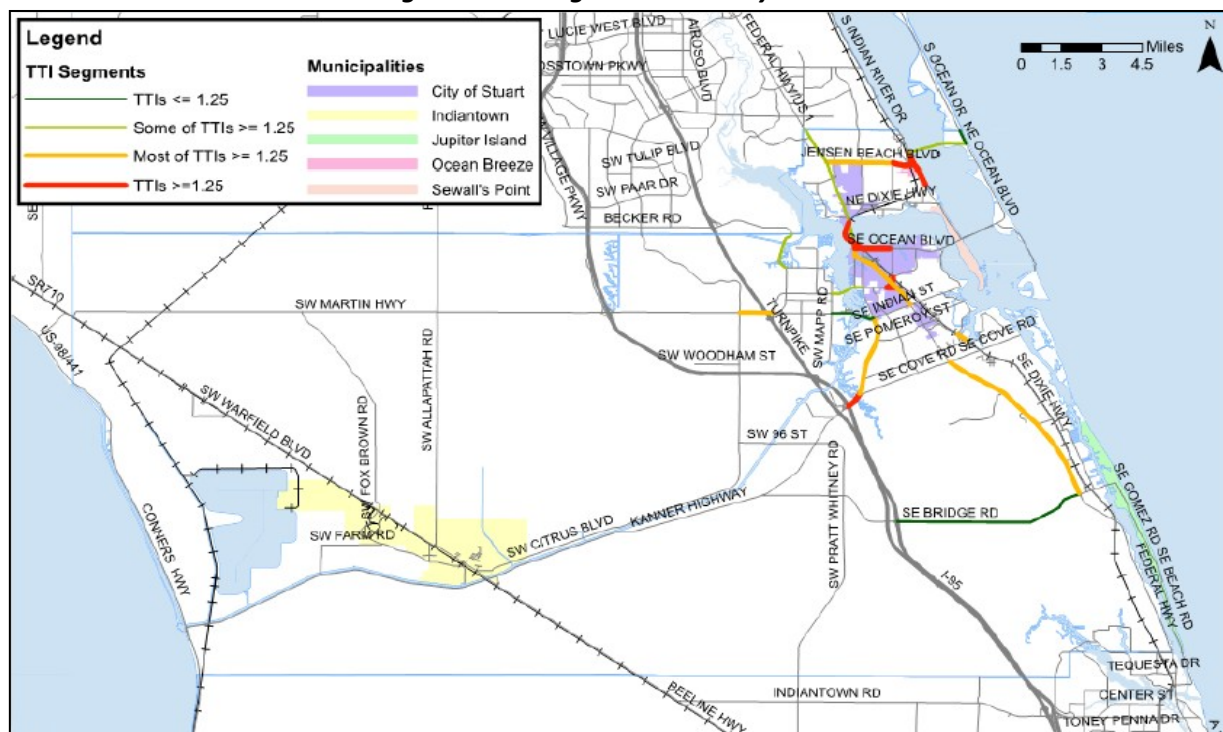 Legend
TTI Segments
TTIs <= 1.25
Some of TTIs >= 1.25
Most of TTIs >= 1.25
TTIs >=1.25
Municipalities
City of Stuart
Indiantown
Jupiter Island
Ocean Breeze
Sewall's Point
N
Miles
0 1.5 3 4.5
LUCIE WEST BLVD
AIROSO BLVD
FEDERAL HWY/US 1
S INDIAN RIVER DR
S OCEAN DR
NE OCEAN BLVD
VILLAGE PKWY
SW TULIP BLVD
SW PAAR DR
BECKER RD
JENSEN BEACH BLVD
NE DIXIE HWY
SE OCEAN BLVD
SR710
US-98/441
SW MARTIN HWY
TURNPIKE
SW MAPP RD
SE INDIAN ST
SE POMEROY ST
SW WOODHAM ST
SE COVE RD
SE COVE RD
SE DIXIE HWY
SW WARFIELD BLVD
SW FOX BROWN RD
SW ALLAPATTAH RD
SW 96 ST
SW PRATT WHITNEY RD
CONNERS HWY
SW FARM RD
SW CITRUS BLVD
KANNER HIGHWAY
SE BRIDGE RD
SE GOMEZ RD
SE BEACH RD
FEDERAL HWY
I-95
BEELINE HWY
INDIANTOWN RD
TEQUESTA DR
CENTER ST
TONEY PENNA DR